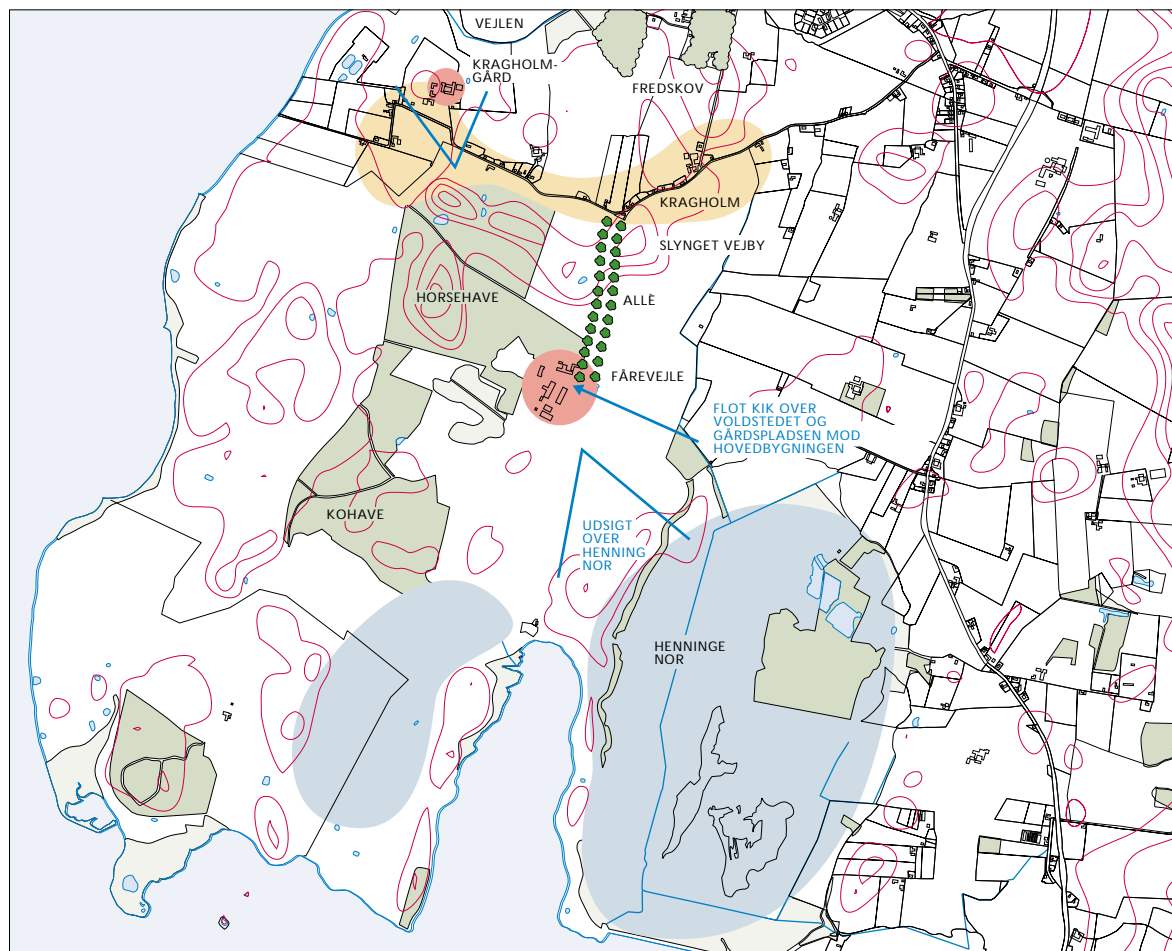 VEJLEN
KRAGHOLM-
GÅRD
FREDSKOV
KRAGHOLM
SLYNGET VEJBY
HORSEHAVE
ALLÈ
FÅREVEJLE
FLOT KIK OVER
VOLDSTEDET OG
GÅRDSPLADSEN MOD
HOVEDBYGNINGEN
KOHAVE
UDSIGT
OVER
HENNING
NOR
HENNINGE
NOR